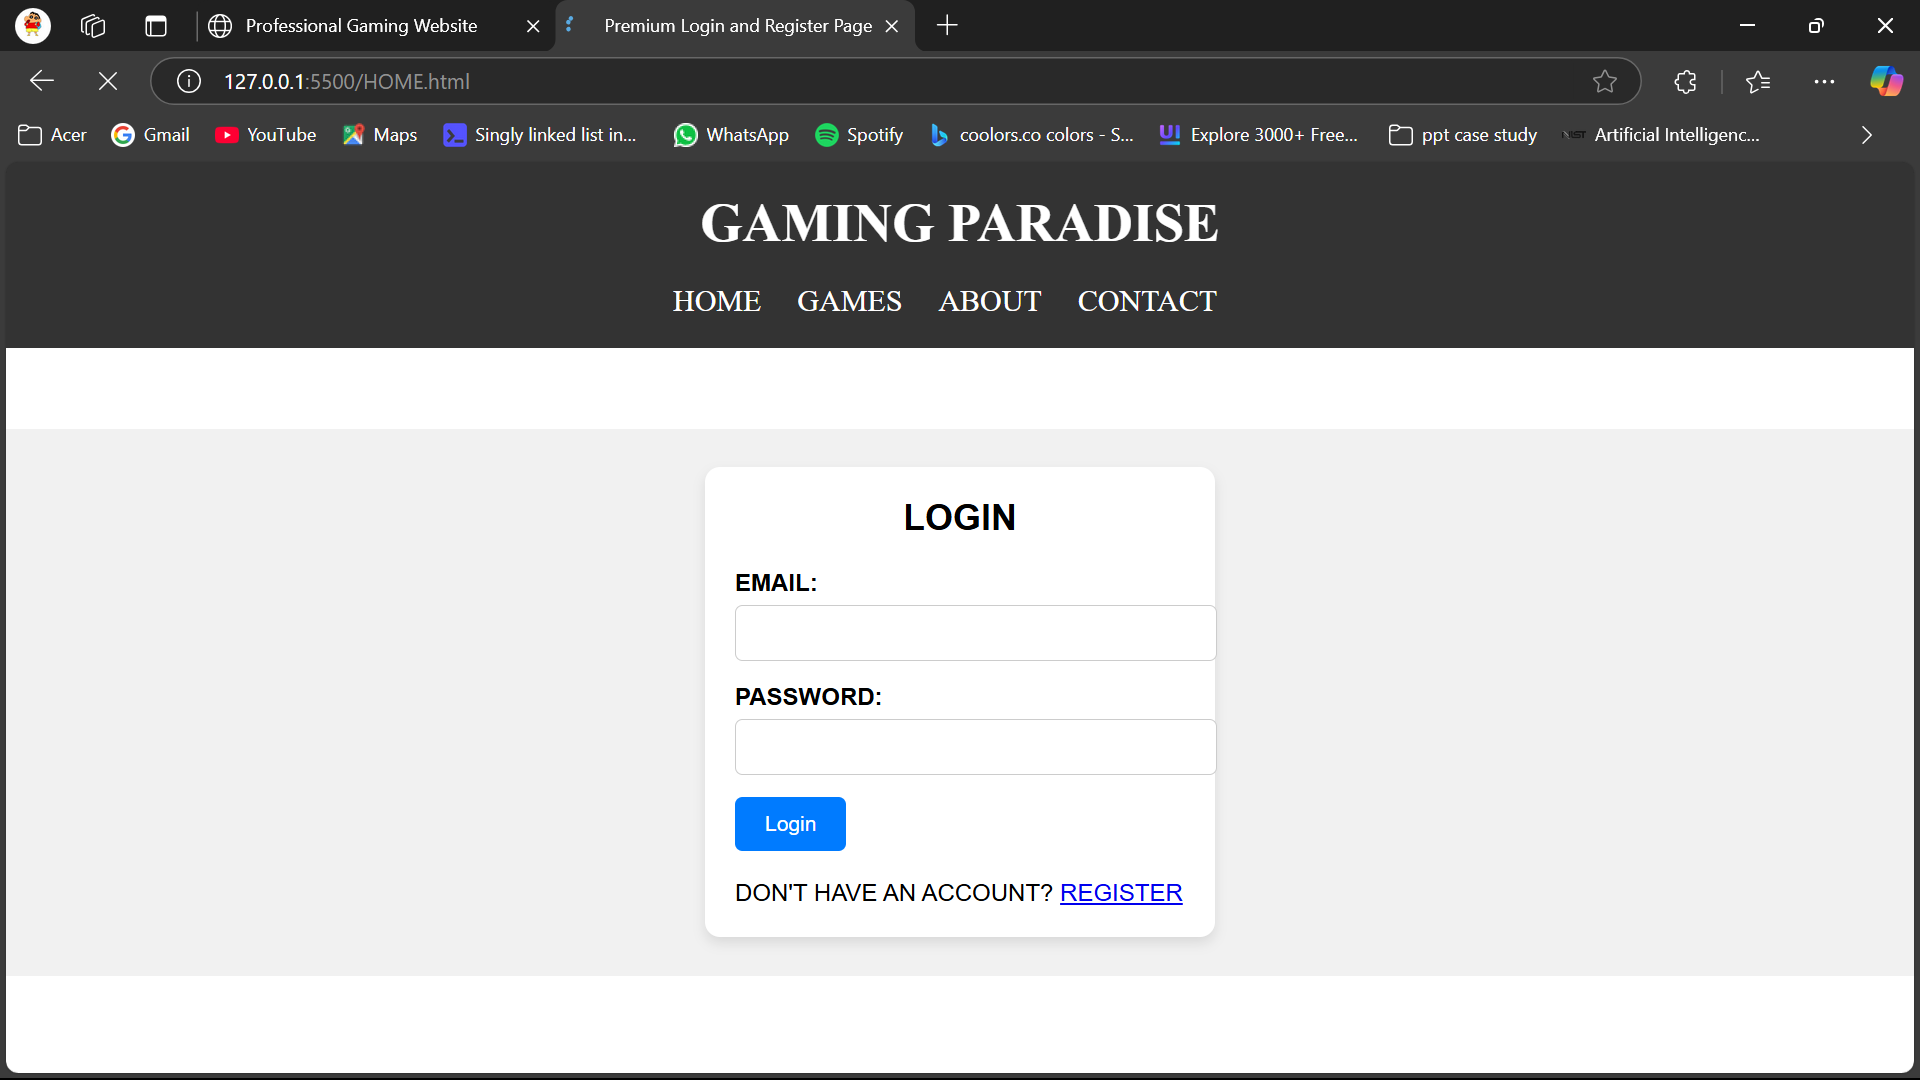 Professional Gaming Website
Premium Login and Register Page
127.0.0.1:5500/HOME.html
Acer
Gmail
YouTube
Maps
Singly linked list in...
WhatsApp
Spotify
coolors.co colors - S...
Explore 3000+ Free...
ppt case study
Artificial Intelligenc...
GAMING PARADISE
HOME GAMES ABOUT CONTACT
LOGIN
EMAIL:
PASSWORD:
Login
DON'T HAVE AN ACCOUNT? REGISTER